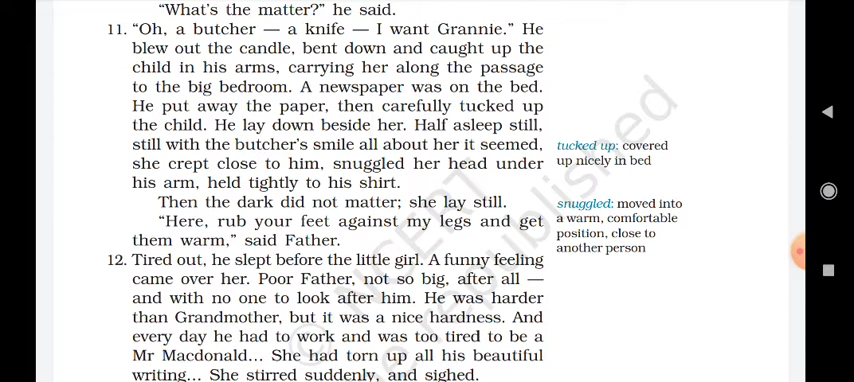 "What's the matter?" he said.
11. "Oh, a butcher — a knife — I want Grannie." He
blew out the candle, bent down and caught up the
child in his arms, carrying her along the passage
to the big bedroom. A newspaper was on the bed.
He put away the paper, then carefully tucked up
the child. He lay down beside her. Half asleep still,
still with the butcher's smile all about her it seemed,
she crept close to him, snuggled her head under
his arm, held tightly to his shirt.
Then the dark did not matter; she lay still.
"Here, rub your feet against my legs and get
them warm," said Father.
12. Tired out, he slept before the little girl. A funny feeling
came over her. Poor Father, not so big, after all —
and with no one to look after him. He was harder
than Grandmother, but it was a nice hardness. And
every day he had to work and was too tired to be a
Mr Macdonald... She had torn up all his beautiful
writing... She stirred suddenly, and sighed.
tucked up: covered
up nicely in bed
snuggled: moved into
a warm, comfortable
position, close to
another person
© NCERT
be republished